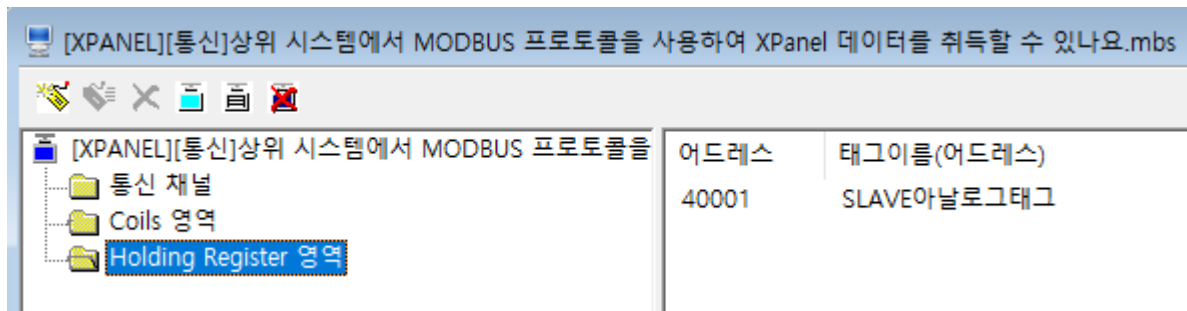 [XPANEL][통신]상위 시스템에서 MODBUS 프로토콜을 사용하여 XPanel 데이터를 취득할 수 있나요.mbs
[XPANEL][통신]상위 시스템에서 MODBUS 프로토콜을
통신 채널
Coils 영역
Holding Register 영역
어드레스 태그이름(어드레스)
40001 SLAVE아날로그태그